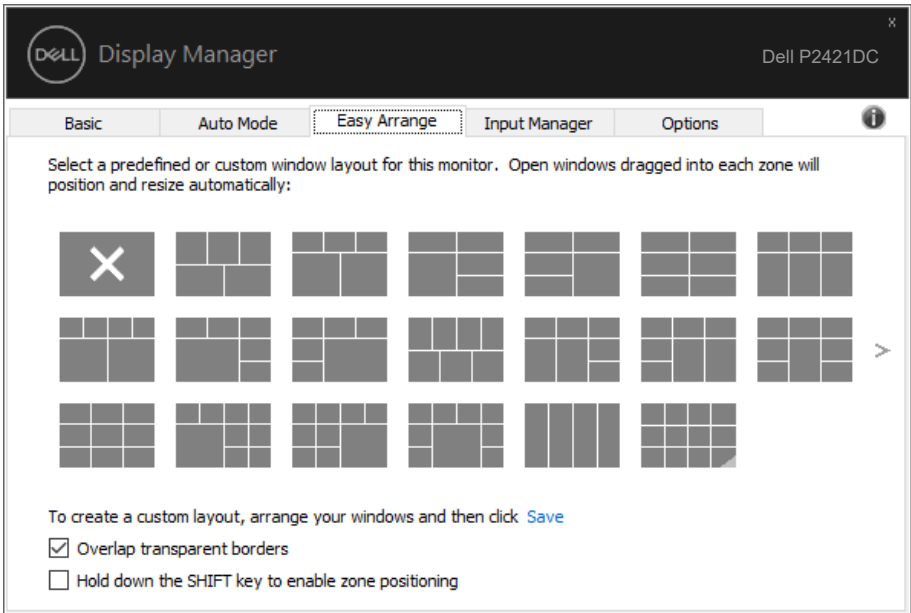 x
DELL Display Manager
Dell P2421DC
Basic Auto Mode Easy Arrange Input Manager Options
Select a predefined or custom window layout for this monitor. Open windows dragged into each zone will
position and resize automatically:
>
To create a custom layout, arrange your windows and then click Save
Overlap transparent borders
Hold down the SHIFT key to enable zone positioning